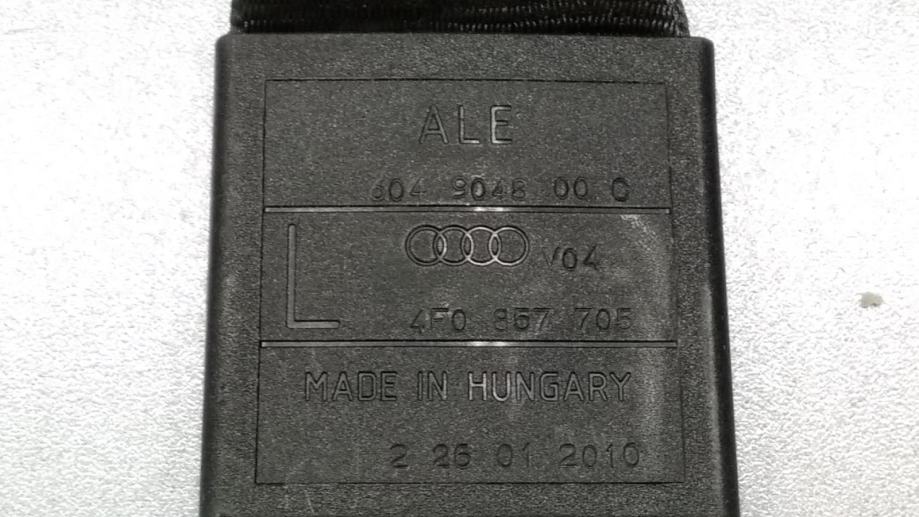 ALE
604 9048 00 C
L
V04
4F0 857 705
MADE IN HUNGARY
2 26 01 2010